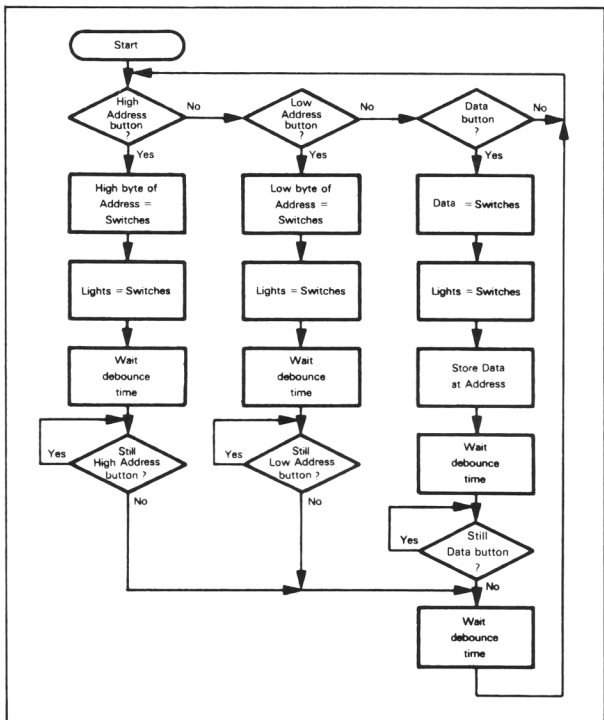 Start
High
Address
button
?
No
Low
Address
button
?
No
Data
button
?
No
Yes
Yes
Yes
High byte of
Address =
Switches
Low byte of
Address =
Switches
Data = Switches
Lights = Switches
Lights = Switches
Lights = Switches
Wait
debounce
time
Wait
debounce
time
Store Data
at Address
Yes
Still
High Address
button ?
No
Yes
Still
Low Address
button ?
No
Wait
debounce
time
Yes
Still
Data button
?
No
Wait
debounce
time